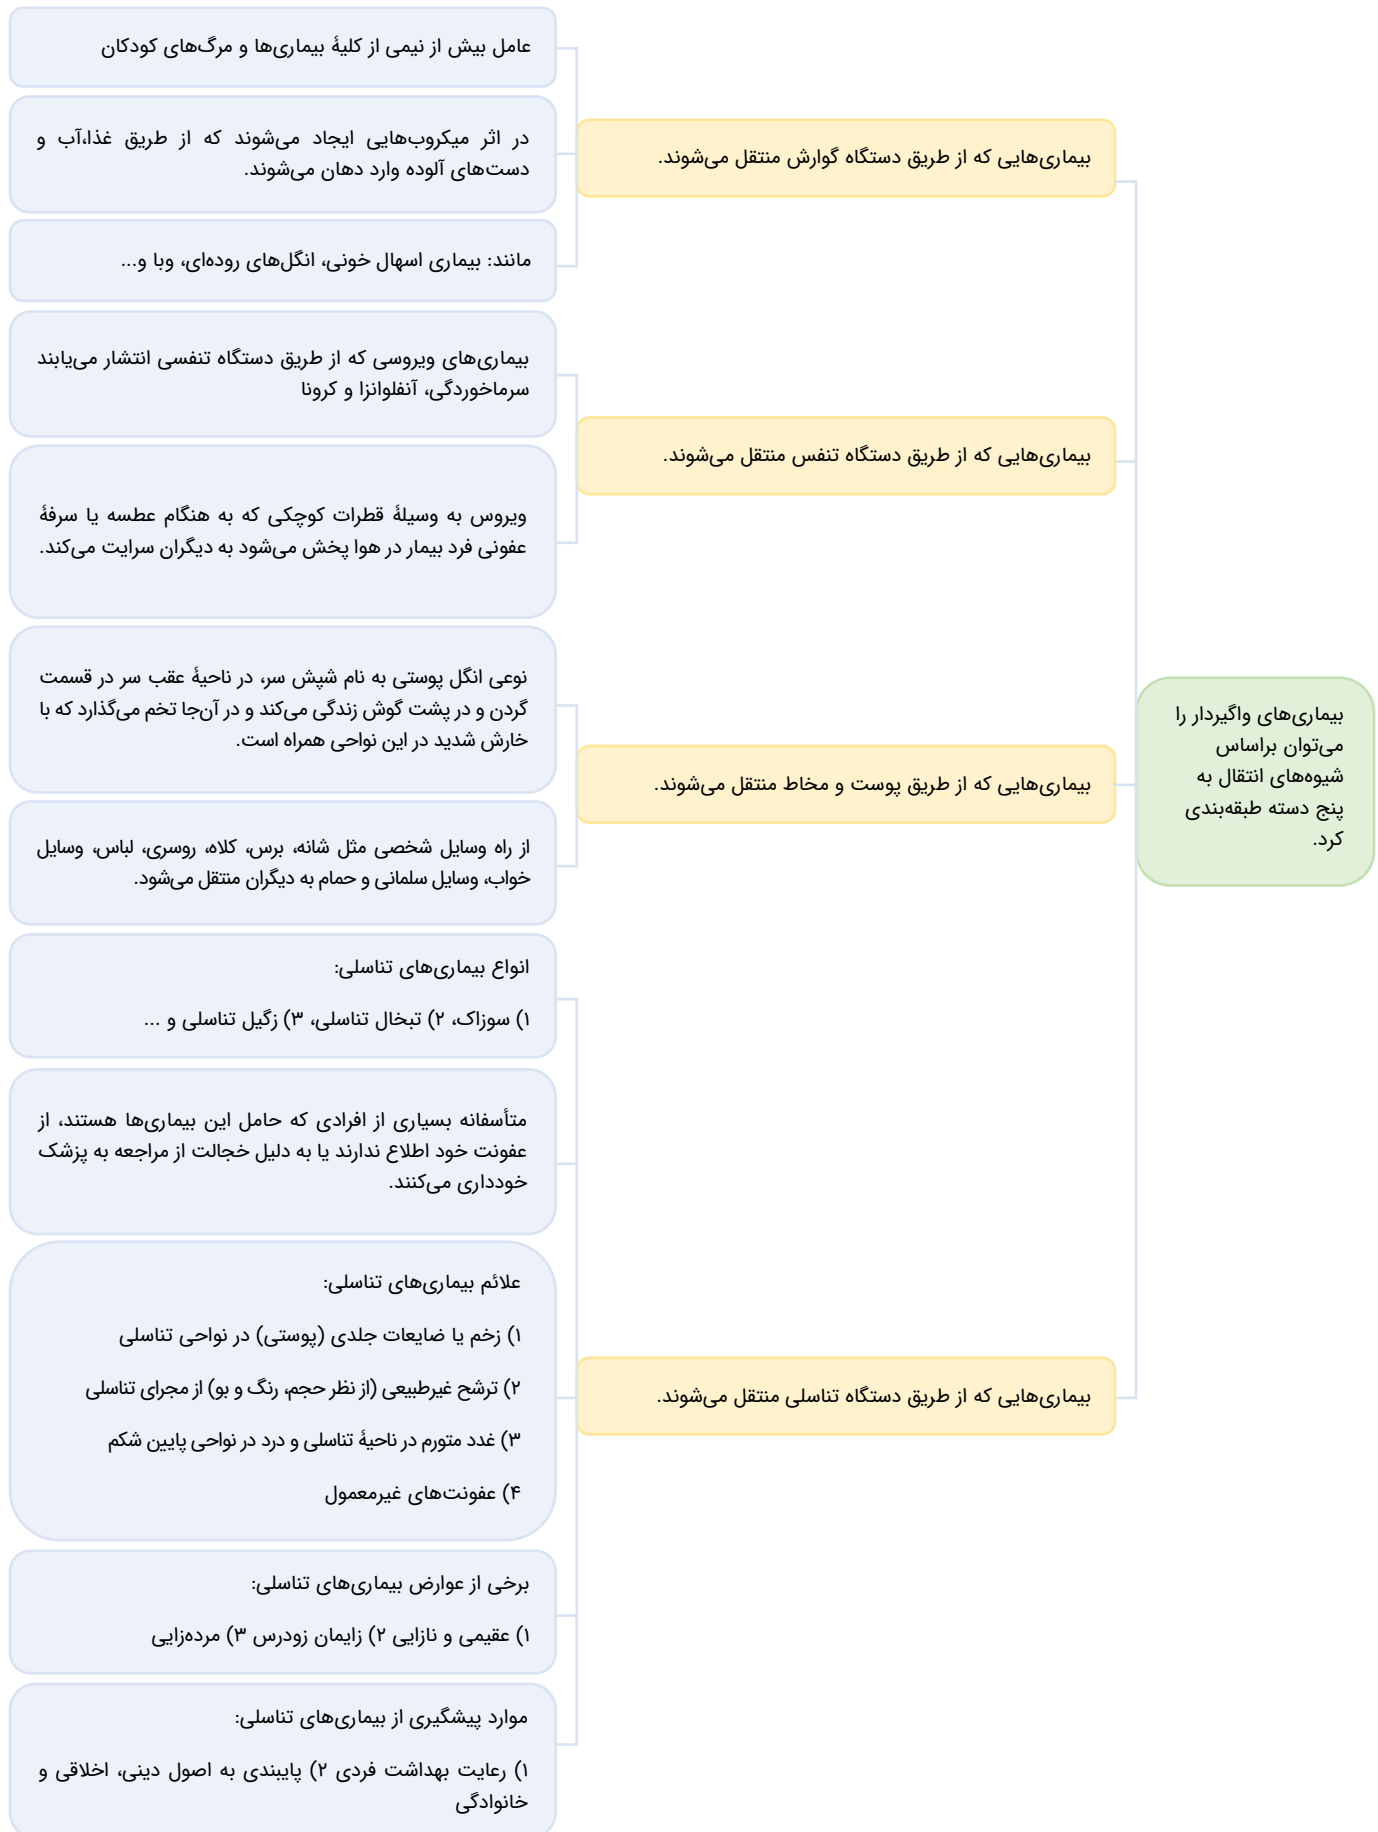 بیماری‌های واگیردار را
می‌توان براساس
شیوه‌های انتقال به
پنج دسته طبقه‌بندی
کرد.
بیماری‌هایی که از طریق دستگاه گوارش منتقل می‌شوند.
عامل بیش از نیمی از کلیهٔ بیماری‌ها و مرگ‌های کودکان
در اثر میکروب‌هایی ایجاد می‌شوند که از طریق غذا،آب و
دست‌های آلوده وارد دهان می‌شوند.
مانند: بیماری اسهال خونی، انگل‌های روده‌ای، وبا و...
بیماری‌هایی که از طریق دستگاه تنفس منتقل می‌شوند.
بیماری‌های ویروسی که از طریق دستگاه تنفسی انتشار می‌یابند
سرماخوردگی، آنفلوانزا و کرونا
ویروس به وسیلهٔ قطرات کوچکی که به هنگام عطسه یا سرفهٔ
عفونی فرد بیمار در هوا پخش می‌شود به دیگران سرایت می‌کند.
بیماری‌هایی که از طریق پوست و مخاط منتقل می‌شوند.
نوعی انگل پوستی به نام شپش سر، در ناحیهٔ عقب سر در قسمت
گردن و در پشت گوش زندگی می‌کند و در آن‌جا تخم می‌گذارد که با
خارش شدید در این نواحی همراه است.
از راه وسایل شخصی مثل شانه، برس، کلاه، روسری، لباس، وسایل
خواب، وسایل سلمانی و حمام به دیگران منتقل می‌شود.
بیماری‌هایی که از طریق دستگاه تناسلی منتقل می‌شوند.
انواع بیماری‌های تناسلی:
۱) سوزاک، ۲) تبخال تناسلی، ۳) زگیل تناسلی و ...
متأسفانه بسیاری از افرادی که حامل این بیماری‌ها هستند، از
عفونت خود اطلاع ندارند یا به دلیل خجالت از مراجعه به پزشک
خودداری می‌کنند.
علائم بیماری‌های تناسلی:
۱) زخم یا ضایعات جلدی (پوستی) در نواحی تناسلی
۲) ترشح غیرطبیعی (از نظر حجم، رنگ و بو) از مجرای تناسلی
۳) غدد متورم در ناحیهٔ تناسلی و درد در نواحی پایین شکم
۴) عفونت‌های غیرمعمول
برخی از عوارض بیماری‌های تناسلی:
۱) عقیمی و نازایی ۲) زایمان زودرس ۳) مرده‌زایی
موارد پیشگیری از بیماری‌های تناسلی:
۱) رعایت بهداشت فردی ۲) پایبندی به اصول دینی، اخلاقی و
خانوادگی